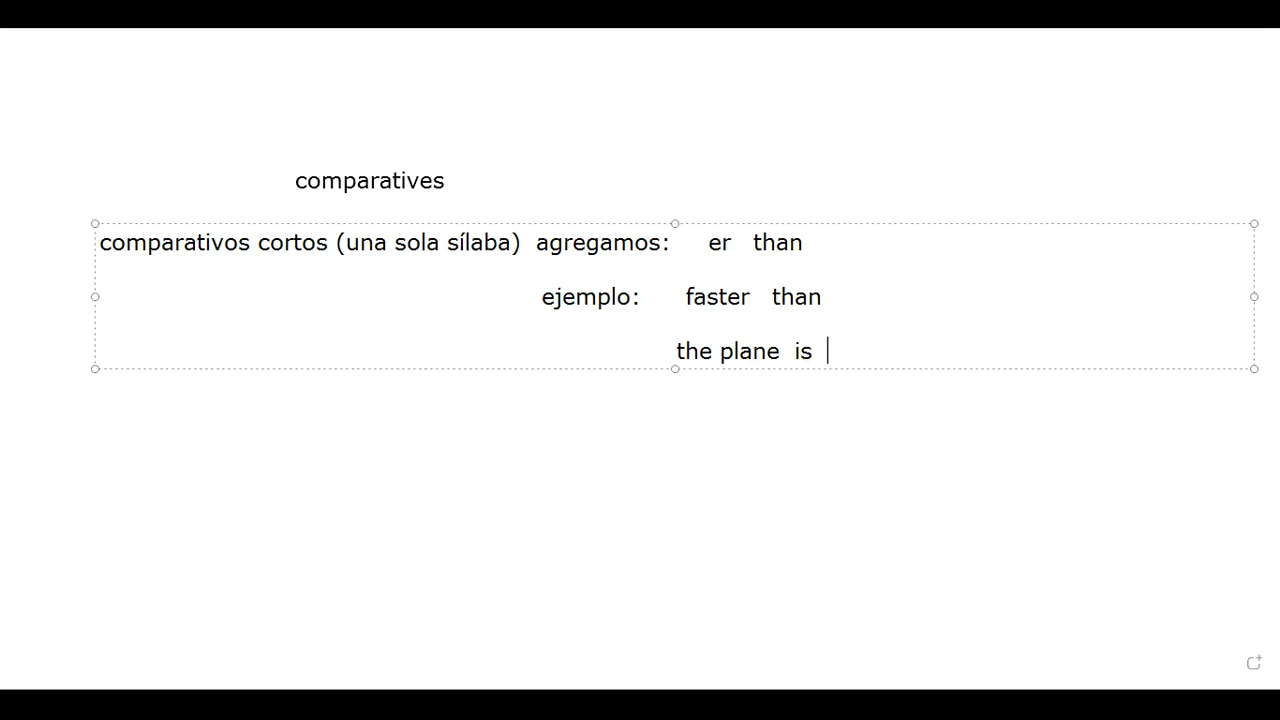 comparatives
comparativos cortos (una sola sílaba) agregamos: er than
ejemplo: faster than
the plane is